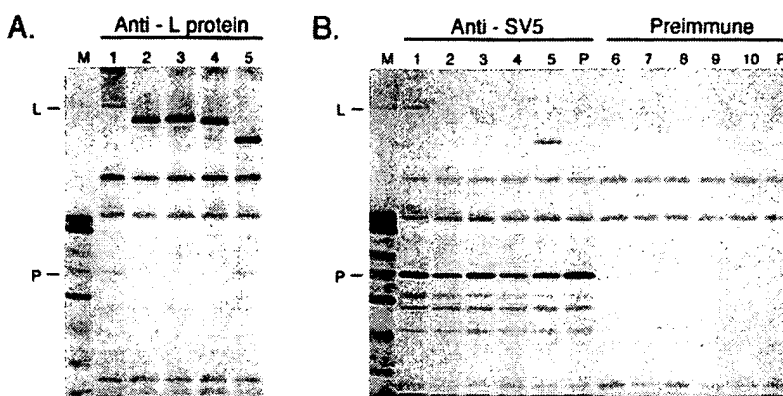 A.
Anti - L protein
M 1 2 3 4 5
L
P
B.
Anti - SV5 Preimmune
M 1 2 3 4 5 P 6 7 8 9 10 P
L
P